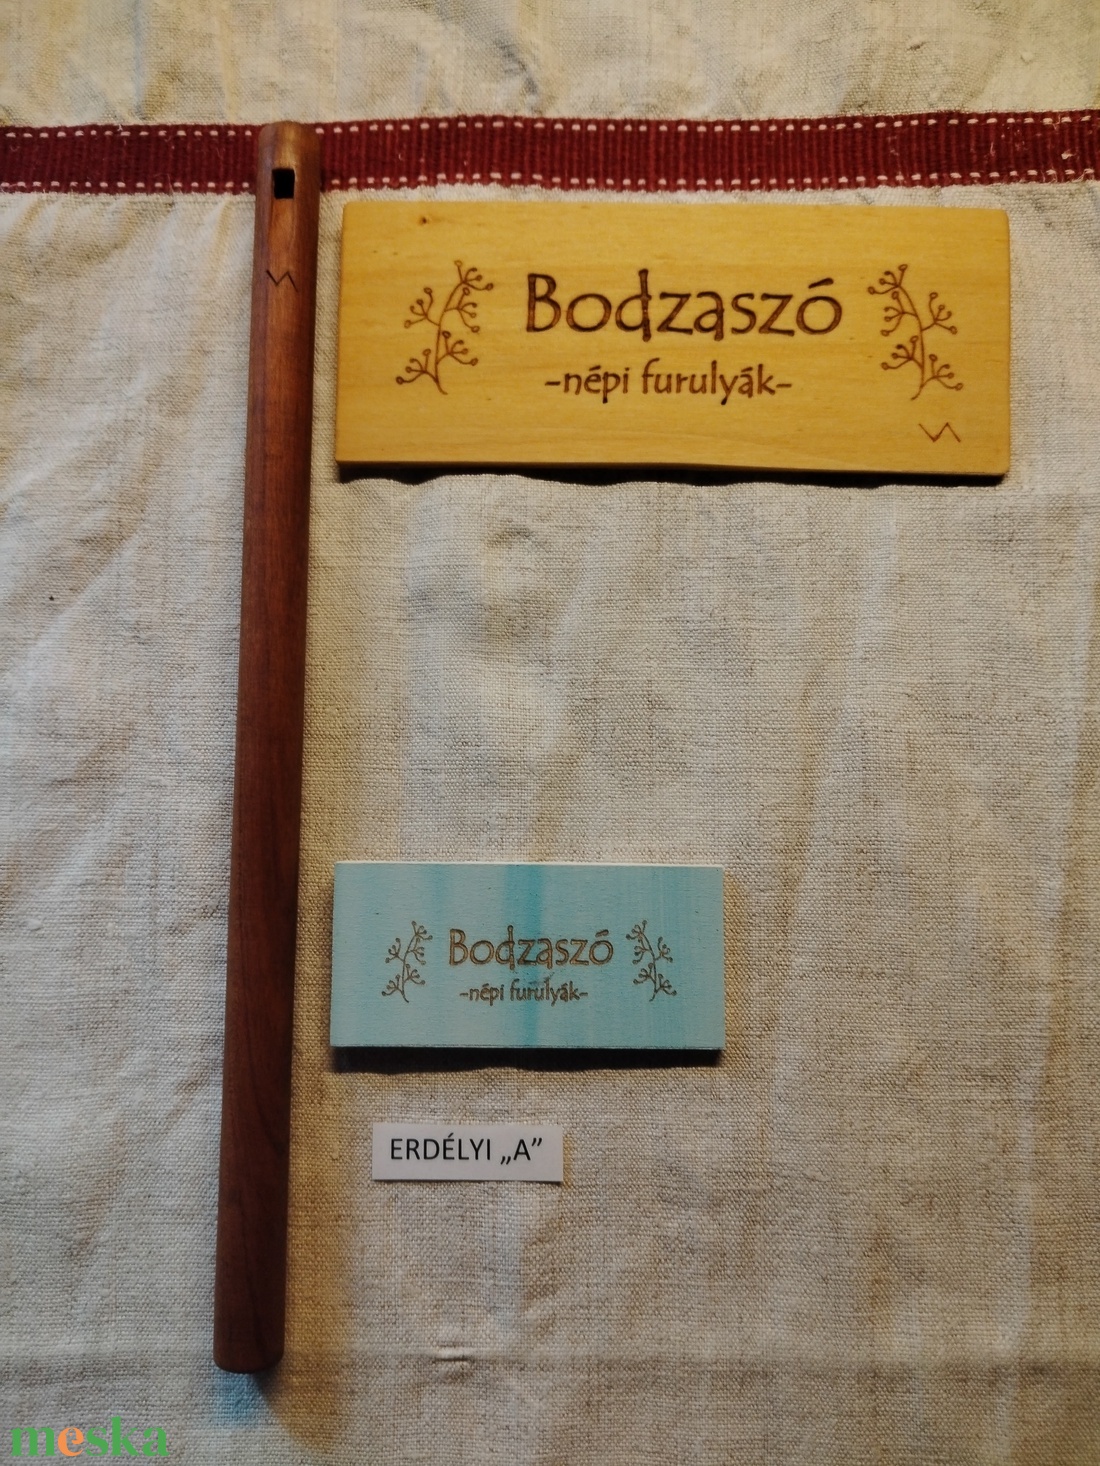 Bodzaszó
-népi furulyák-
Bodzaszó
-népi furulyák-
ERDÉLYI „A”
meska